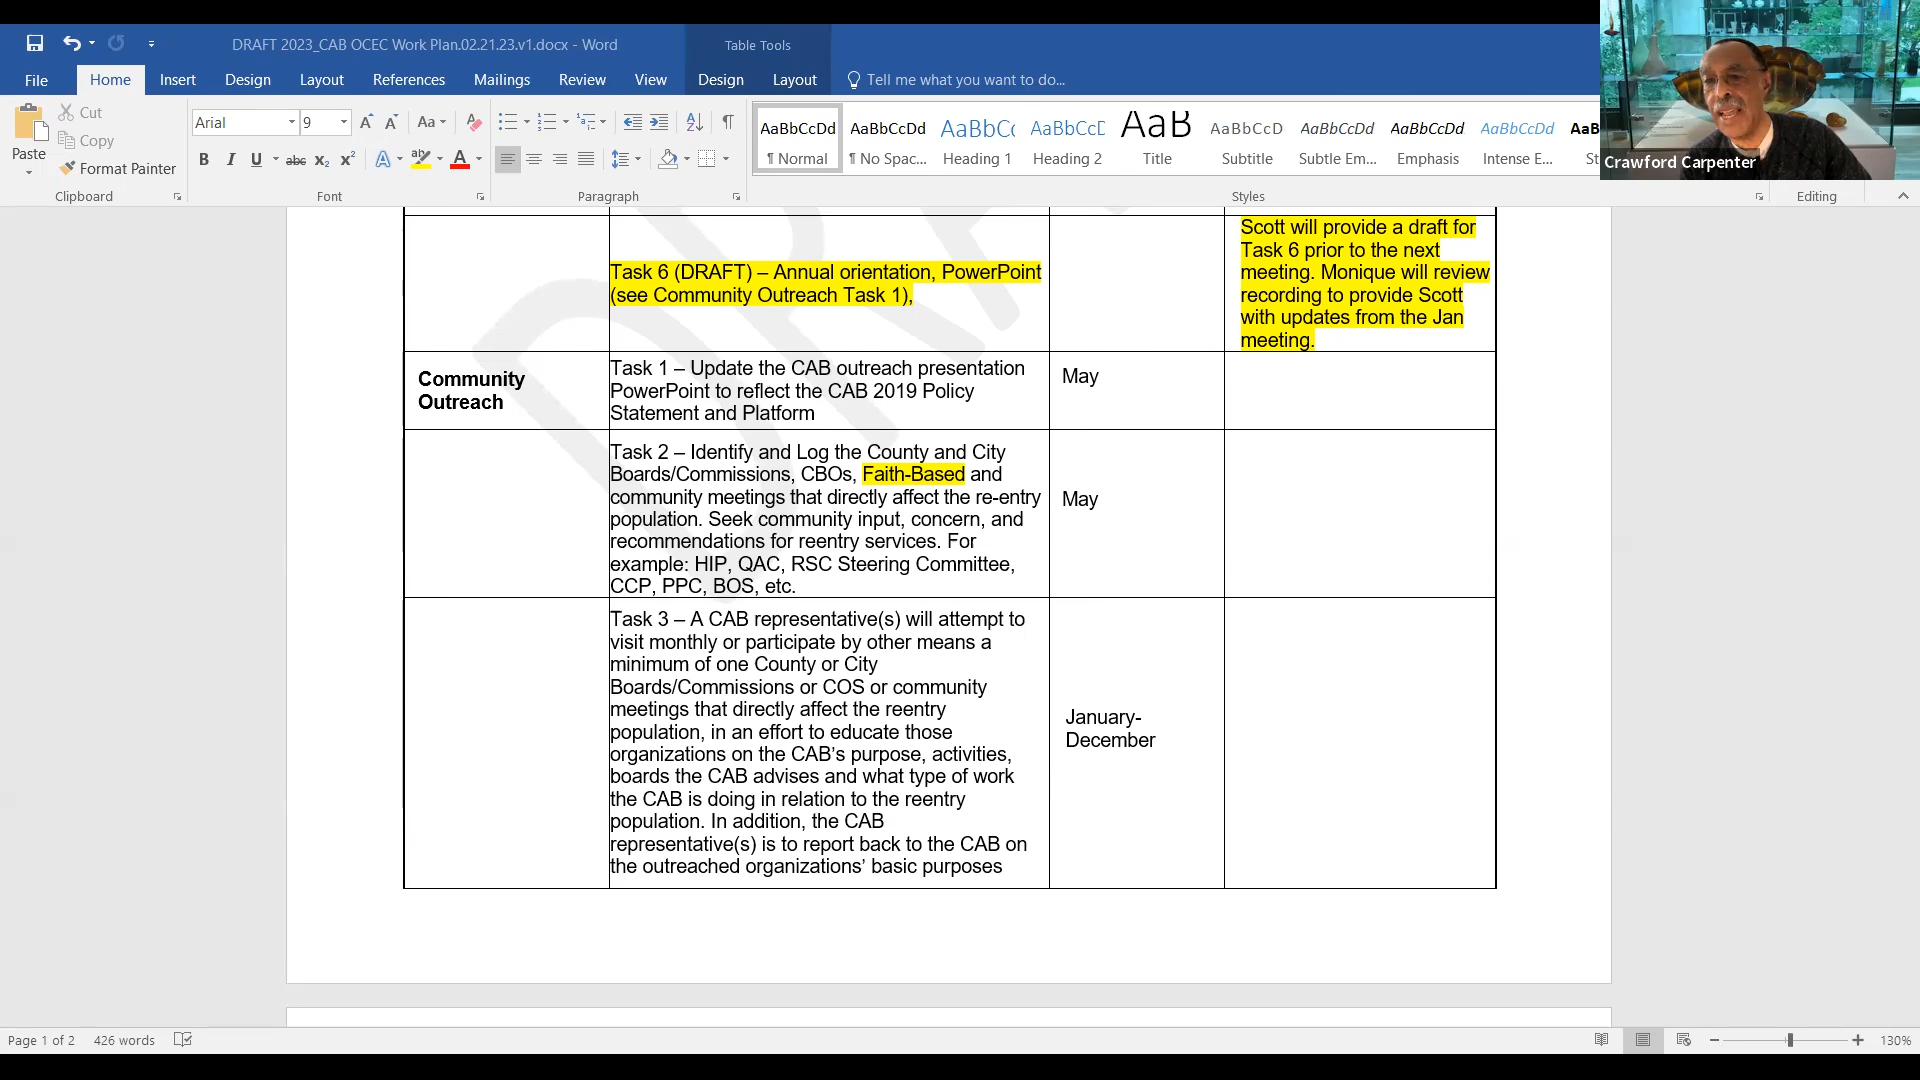 DRAFT 2023_CAB OCEC Work Plan.02.21.23.v1.docx - Word
Table Tools
File
Home
Insert
Design
Layout
References
Mailings
Review
View
Design
Layout
Tell me what you want to do...
Cut
Copy
Paste
Format Painter
Clipboard
Arial
9
Aa
B I U abc X₂ X²
A
ab
A
Font
Paragraph
AaBbCcDd
¶ Normal
AaBbCcDd
¶ No Spac...
AaBbCc
Heading 1
AaBbCcD
Heading 2
AaB
Title
AaBbCcD
Subtitle
AaBbCcDd
Subtle Em...
AaBbCcDd
Emphasis
AaBbCcDd
Intense E...
AaB
St
Styles
Editing
Crawford Carpenter
DRA
Task 6 (DRAFT) – Annual orientation, PowerPoint
(see Community Outreach Task 1),
Scott will provide a draft for
Task 6 prior to the next
meeting. Monique will review
recording to provide Scott
with updates from the Jan
meeting.
Community
Outreach
Task 1 – Update the CAB outreach presentation
PowerPoint to reflect the CAB 2019 Policy
Statement and Platform
May
Task 2 – Identify and Log the County and City
Boards/Commissions, CBOs, Faith-Based and
community meetings that directly affect the re-entry
population. Seek community input, concern, and
recommendations for reentry services. For
example: HIP, QAC, RSC Steering Committee,
CCP, PPC, BOS, etc.
May
Task 3 – A CAB representative(s) will attempt to
visit monthly or participate by other means a
minimum of one County or City
Boards/Commissions or COS or community
meetings that directly affect the reentry
population, in an effort to educate those
organizations on the CAB’s purpose, activities,
boards the CAB advises and what type of work
the CAB is doing in relation to the reentry
population. In addition, the CAB
representative(s) is to report back to the CAB on
the outreached organizations’ basic purposes
January-
December
Page 1 of 2
426 words
130%